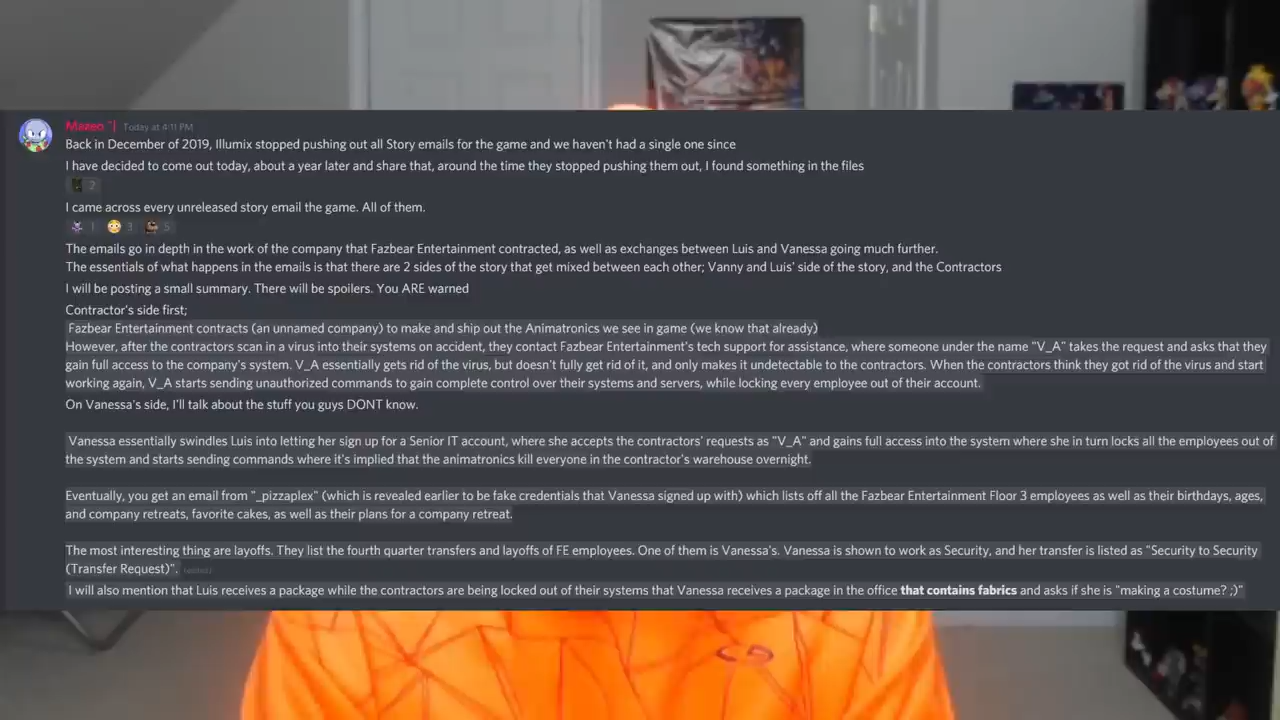 Mazeo ~| Today at 4:11 PM
Back in December of 2019, Illumix stopped pushing out all Story emails for the game and we haven't had a single one since
I have decided to come out today, about a year later and share that, around the time they stopped pushing them out, I found something in the files
2
I came across every unreleased story email the game. All of them.
1 3 5
The emails go in depth in the work of the company that Fazbear Entertainment contracted, as well as exchanges between Luis and Vanessa going much further.
The essentials of what happens in the emails is that there are 2 sides of the story that get mixed between each other; Vanny and Luis' side of the story, and the Contractors
I will be posting a small summary. There will be spoilers. You ARE warned
Contractor's side first;
Fazbear Entertainment contracts (an unnamed company) to make and ship out the Animatronics we see in game (we know that already)
However, after the contractors scan in a virus into their systems on accident, they contact Fazbear Entertainment's tech support for assistance, where someone under the name "V_A" takes the request and asks that they
gain full access to the company's system. V_A essentially gets rid of the virus, but doesn't fully get rid of it, and only makes it undetectable to the contractors. When the contractors think they got rid of the virus and start
working again, V_A starts sending unauthorized commands to gain complete control over their systems and servers, while locking every employee out of their account.
On Vanessa's side, I'll talk about the stuff you guys DONT know.
Vanessa essentially swindles Luis into letting her sign up for a Senior IT account, where she accepts the contractors' requests as "V_A" and gains full access into the system where she in turn locks all the employees out of
the system and starts sending commands where it's implied that the animatronics kill everyone in the contractor's warehouse overnight.
Eventually, you get an email from "_pizzaplex" (which is revealed earlier to be fake credentials that Vanessa signed up with) which lists off all the Fazbear Entertainment Floor 3 employees as well as their birthdays, ages,
and company retreats, favorite cakes, as well as their plans for a company retreat.
The most interesting thing are layoffs. They list the fourth quarter transfers and layoffs of FE employees. One of them is Vanessa's. Vanessa is shown to work as Security, and her transfer is listed as "Security to Security
(Transfer Request)". (edited)
I will also mention that Luis receives a package while the contractors are being locked out of their systems that Vanessa receives a package in the office that contains fabrics and asks if she is "making a costume? ;)"